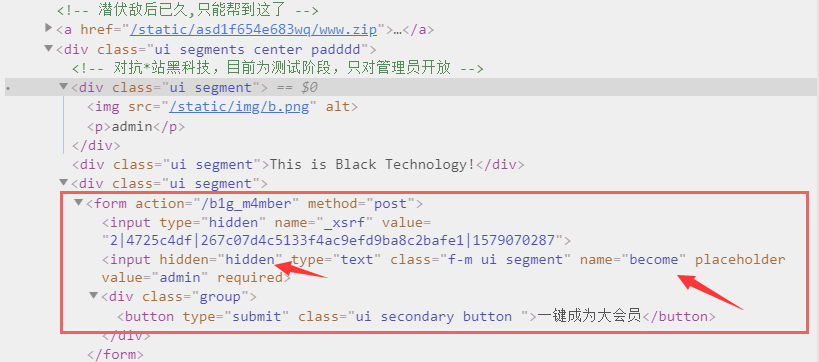 <!-- 潜伏敌后已久,只能帮到这了 -->
<a href="/static/asd1f654e683wq/www.zip">…</a>
<div class="ui segments center padddd">
<!-- 对抗*站黑科技，目前为测试阶段，只对管理员开放 -->
<div class="ui segment"> == $0
<img src="/static/img/b.png" alt>
<p>admin</p>
</div>
<div class="ui segment">This is Black Technology!</div>
<div class="ui segment">
<form action="/b1g_m4mber" method="post">
<input type="hidden" name="_xsrf" value=
"2|4725c4df|267c07d4c5133f4ac9efd9ba8c2bafe1|1579070287">
<input hidden="hidden" type="text" class="f-m ui segment" name="become" placeholder
value="admin" required>
<div class="group">
<button type="submit" class="ui secondary button ">一键成为大会员</button>
</div>
</form>